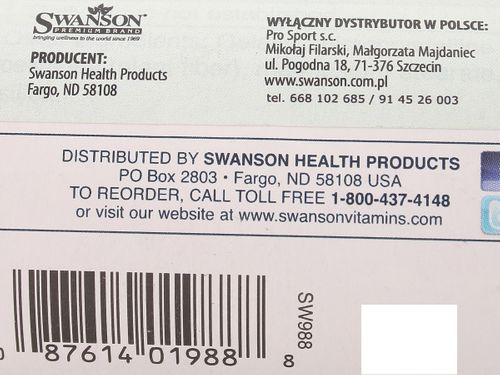 SWANSON
PREMIUM BRAND
bringing wellness to the world since 1969
PRODUCENT:
Swanson Health Products
Fargo, ND 58108
WYŁĄCZNY DYSTRYBUTOR W POLSCE:
Pro Sport s.c.
Mikołaj Filarski, Małgorzata Majdaniec
ul. Pogodna 18, 71-376 Szczecin
www.swanson.com.pl
tel. 668 102 685 / 91 45 26 003
DISTRIBUTED BY SWANSON HEALTH PRODUCTS
PO Box 2803 • Fargo, ND 58108 USA
TO REORDER, CALL TOLL FREE 1-800-437-4148
or visit our website at www.swansonvitamins.com
0 87614 01988 8
SW988